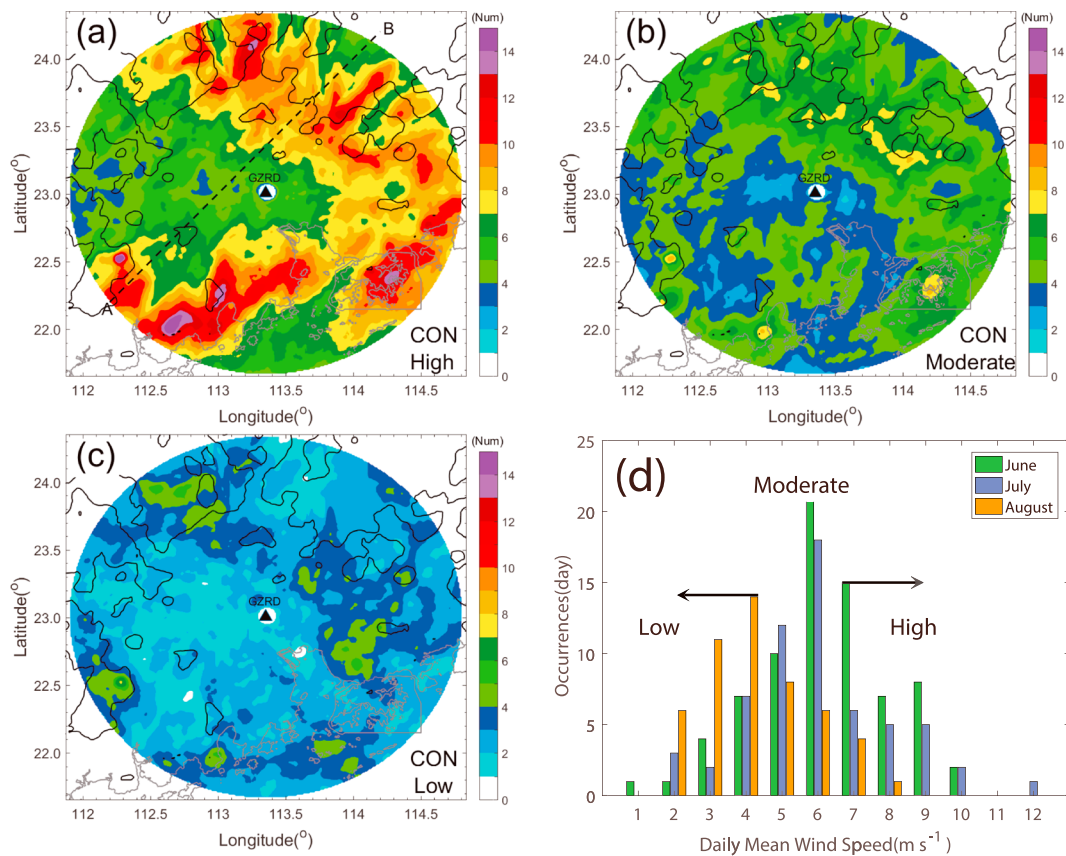 (a)
(Num)
B
GZRD
A
CON
High
24.0
23.5
23.0
22.5
22.0
Latitude(o)
112 112.5 113 113.5 114 114.5
Longitude(o)
14
12
10
8
6
4
2
0
(b)
(Num)
GZRD
CON
Moderate
24.0
23.5
23.0
22.5
22.0
Latitude(o)
112 112.5 113 113.5 114 114.5
Longitude(o)
14
12
10
8
6
4
2
0
(c)
(Num)
GZRD
CON
Low
24.0
23.5
23.0
22.5
22.0
Latitude(o)
112 112.5 113 113.5 114 114.5
Longitude(o)
14
12
10
8
6
4
2
0
(d)
Moderate
June
July
August
Low
High
25
20
15
10
5
0
Occurrences(day)
1 2 3 4 5 6 7 8 9 10 11 12
Daily Mean Wind Speed(m s-1)